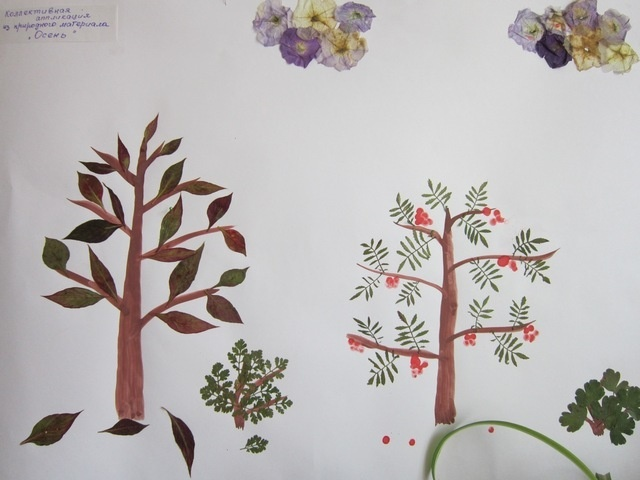 Коллективная
аппликация
из природного материала
"Осень"